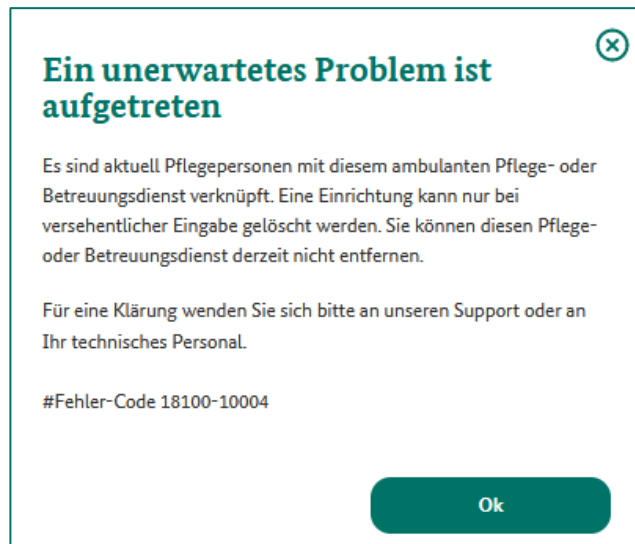 Ein unerwartetes Problem ist
aufgetreten
Es sind aktuell Pflegepersonen mit diesem ambulanten Pflege- oder
Betreuungsdienst verknüpft. Eine Einrichtung kann nur bei
versehentlicher Eingabe gelöscht werden. Sie können diesen Pflege-
oder Betreuungsdienst derzeit nicht entfernen.
Für eine Klärung wenden Sie sich bitte an unseren Support oder an
Ihr technisches Personal.
#Fehler-Code 18100-10004
Ok